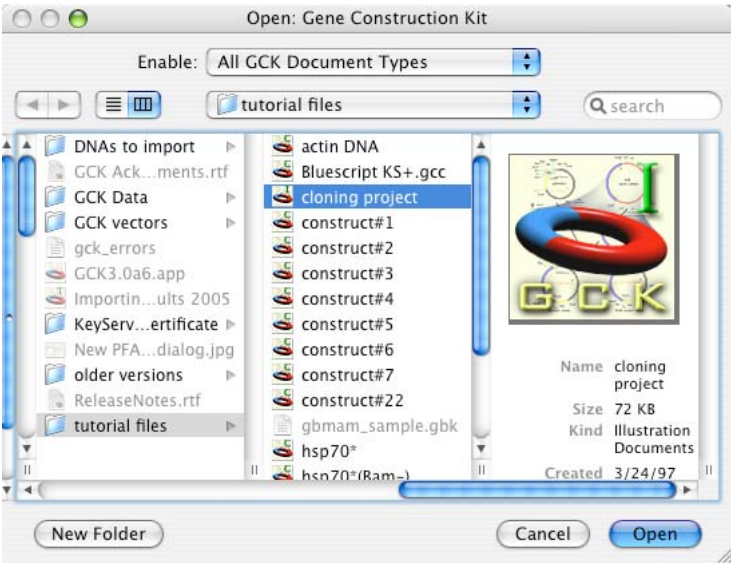 Open: Gene Construction Kit
Enable: All GCK Document Types
tutorial files
search
DNAs to import
GCK Ack...ments.rtf
GCK Data
GCK vectors
gck_errors
GCK3.0a6.app
Importin...ults 2005
KeyServ...ertificate
New PFA...dialog.jpg
older versions
ReleaseNotes.rtf
tutorial files
actin DNA
Bluescript KS+.gcc
cloning project
construct#1
construct#2
construct#3
construct#4
construct#5
construct#6
construct#7
construct#22
gbmam_sample.gbk
hsp70*
hsp70*(Bam-)
I
G C K
Name cloning
project
Size 72 KB
Kind Illustration
Documents
Created 3/24/97
New Folder
Cancel
Open